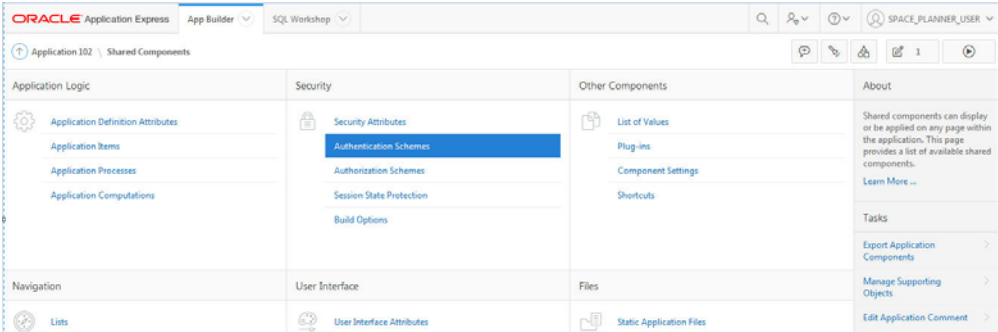 ORACLE Application Express App Builder SQL Workshop SPACE_PLANNER_USER
Application 102 \ Shared Components 1
Application Logic
Application Definition Attributes
Application Items
Application Processes
Application Computations
Security
Security Attributes
Authentication Schemes
Authorization Schemes
Session State Protection
Build Options
Other Components
List of Values
Plug-ins
Component Settings
Shortcuts
About
Shared components can display
or be applied on any page within
the application. This page
provides a list of available shared
components.
Learn More ...
Tasks
Export Application
Components
Manage Supporting
Objects
Edit Application Comment
Navigation
Lists
User Interface
User Interface Attributes
Files
Static Application Files